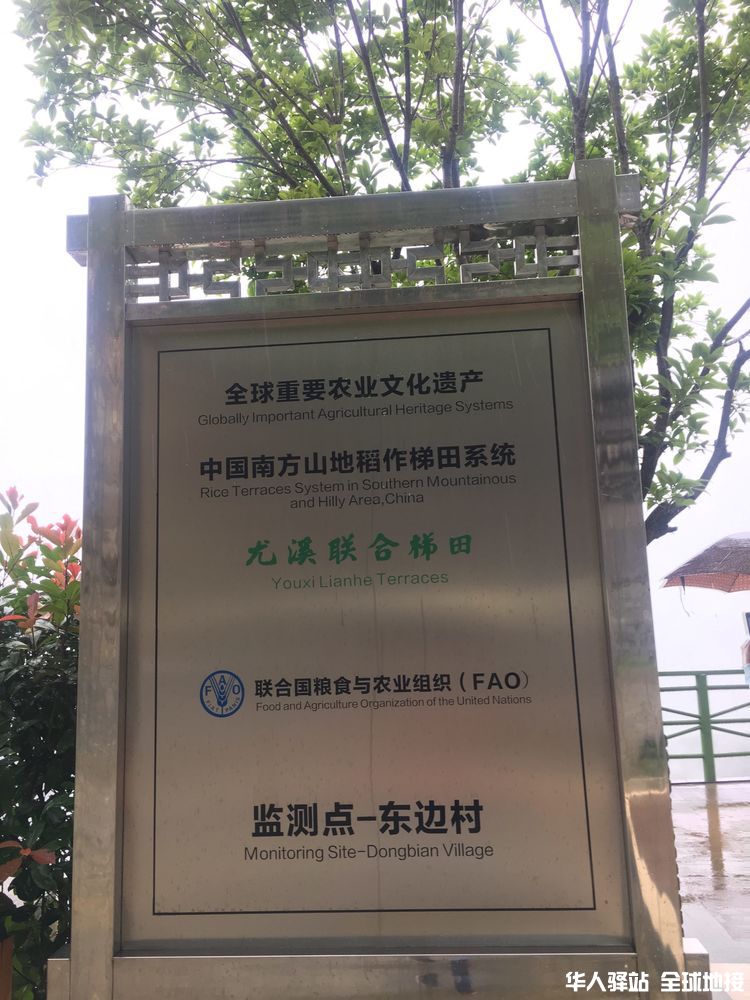 全球重要农业文化遗产
Globally Important Agricultural Heritage Systems
中国南方山地稻作梯田系统
Rice Terraces System in Southern Mountainous
and Hilly Area,China
尤溪联合梯田
Youxi Lianhe Terraces
FAO
FIAT PANIS
联合国粮食与农业组织(FAO)
Food and Agriculture Organization of the United Nations
监测点-东边村
Monitoring Site-Dongbian Village
华人驿站 全球地接